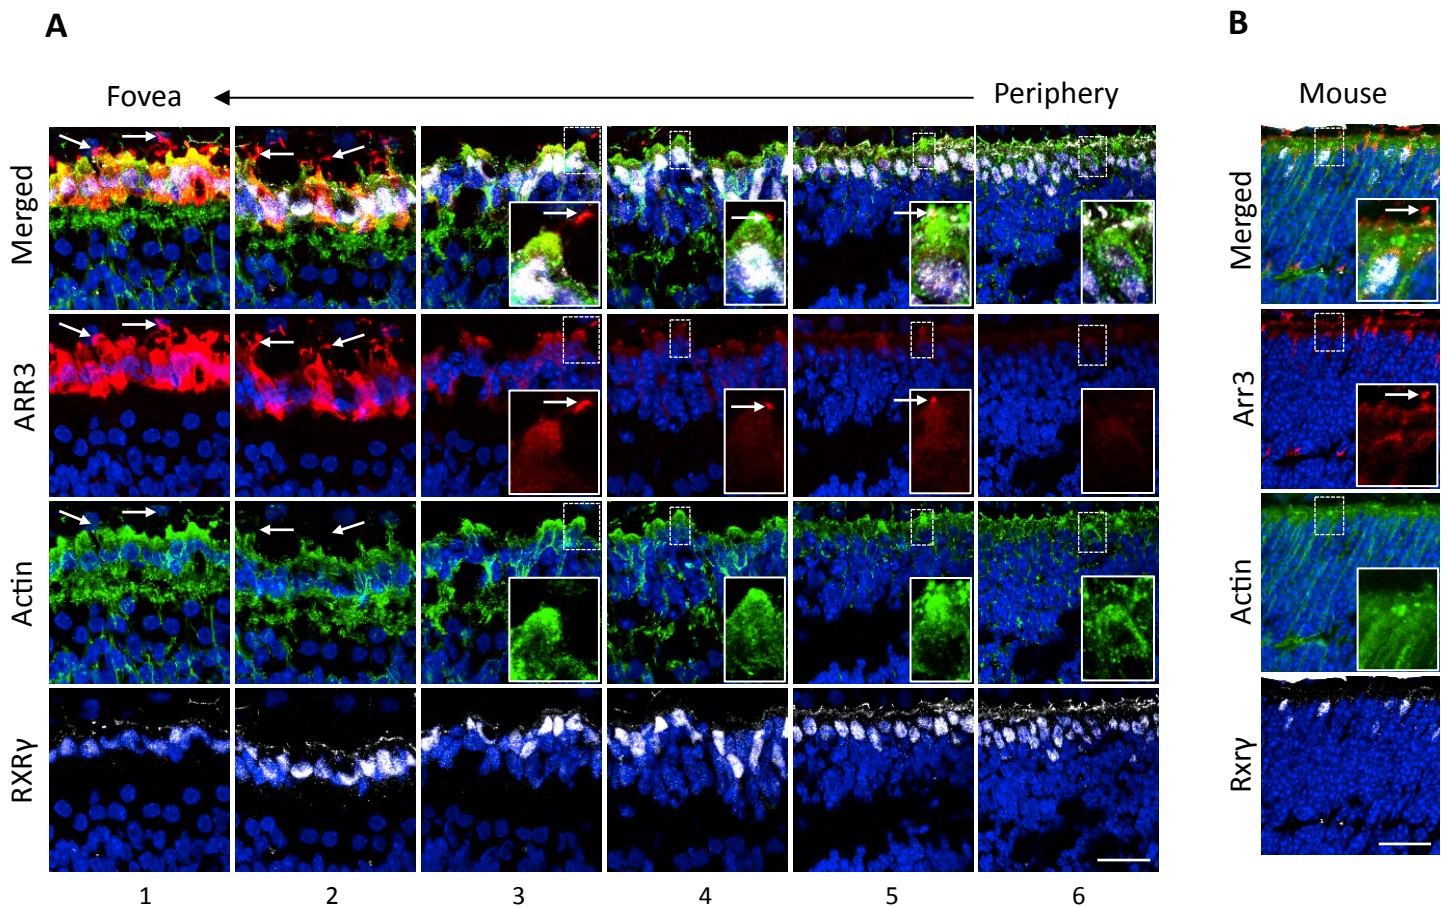 A
B
Fovea
Periphery
Mouse
Merged
Merged
ARR3
Arr3
Actin
Actin
RXRγ
Rxrγ
1 2 3 4 5 6